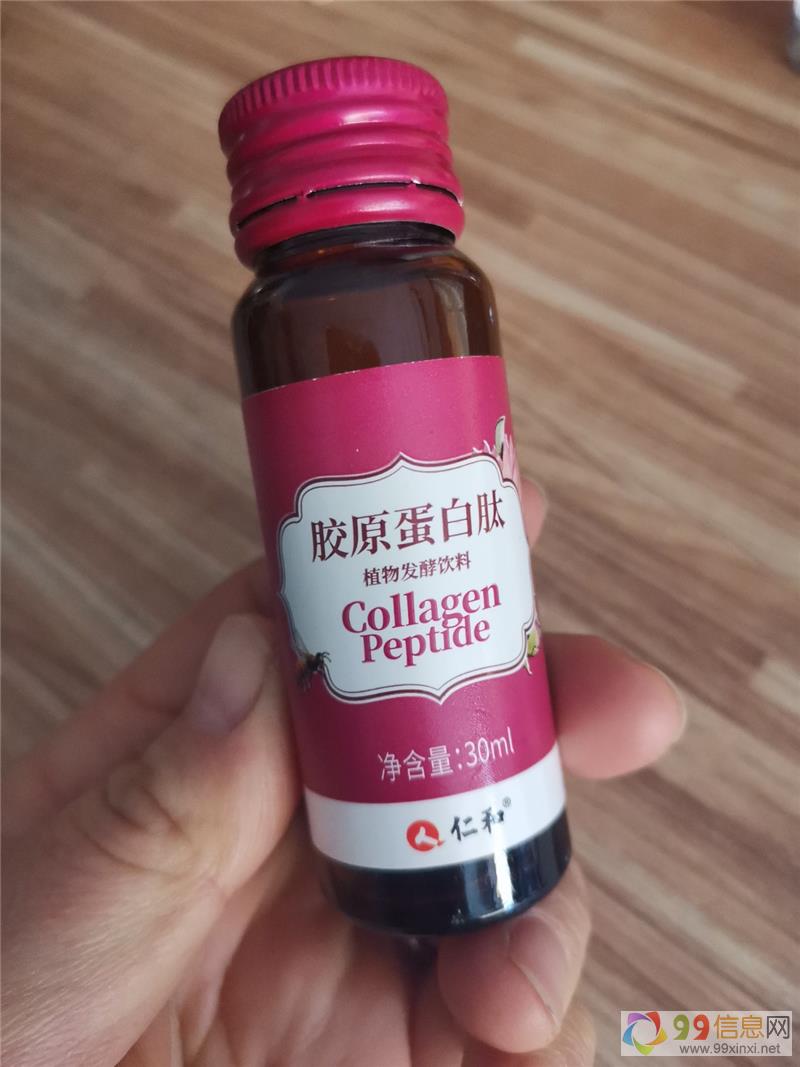 胶原蛋白肽
植物发酵饮料
Collagen
Peptide
净含量:30ml
仁和®
99信息网
www.99xinxi.net